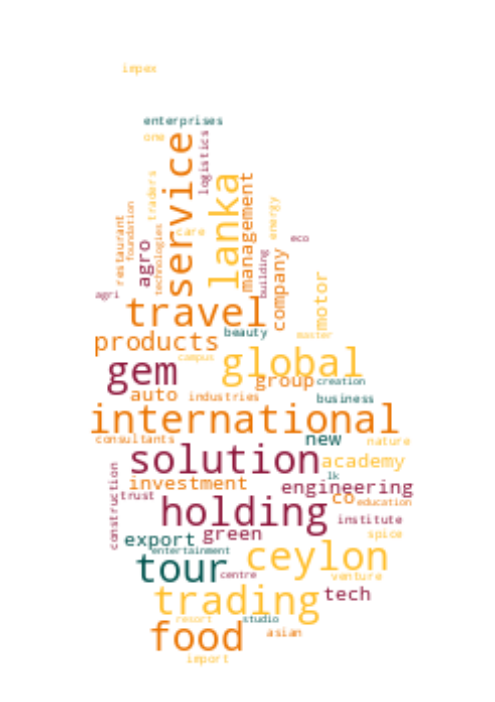 impex
enterprises
one
service
logistics
lanka
management
traders
restaurant
foundation
technologies
care
energy
eco
agro
building
company
motor
agri
travel
beauty
master
products
campus
global
gem
group
creation
auto
industries
business
international
consultants
new
nature
solution
academy
lk
construction
investment
engineering
trust
co
education
holding
institute
green
spice
export
entertainment
ceylon
tour
centre
venture
trading
tech
resort
studio
food
asian
import